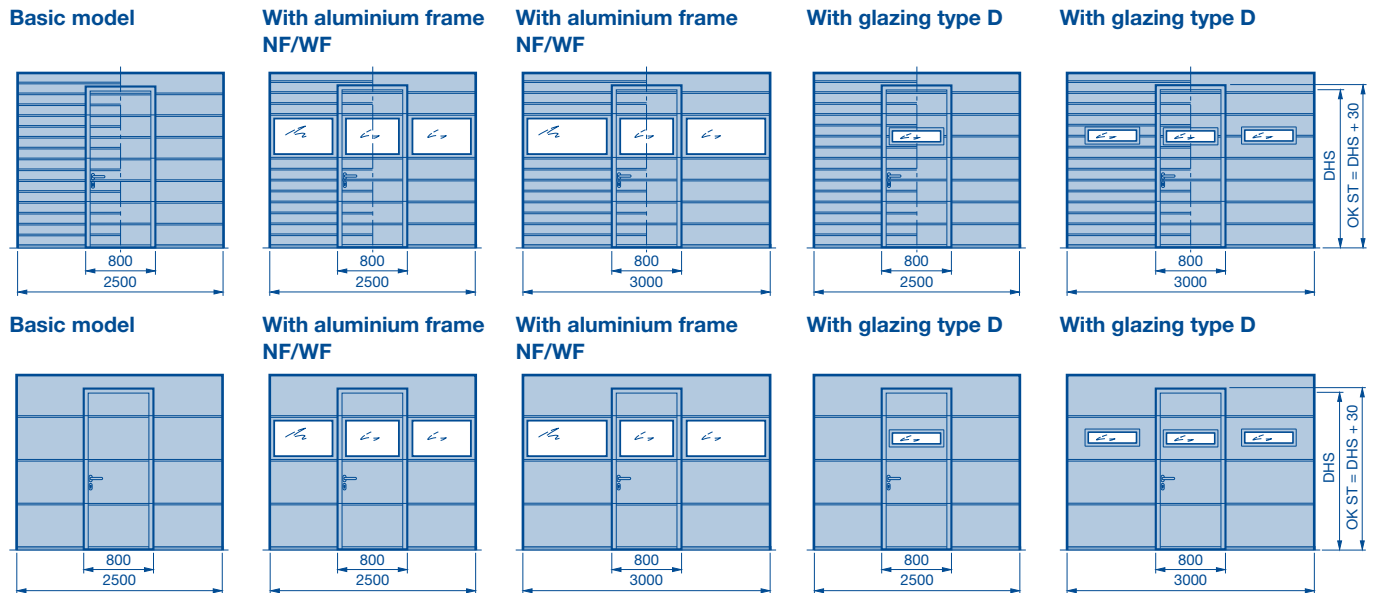 Basic model
With aluminium frame
NF/WF
With aluminium frame
NF/WF
With glazing type D
With glazing type D
DHS
OK ST = DHS + 30
800
2500
800
2500
800
3000
800
2500
800
3000
Basic model
With aluminium frame
NF/WF
With aluminium frame
NF/WF
With glazing type D
With glazing type D
DHS
OK ST = DHS + 30
800
2500
800
2500
800
3000
800
2500
800
3000